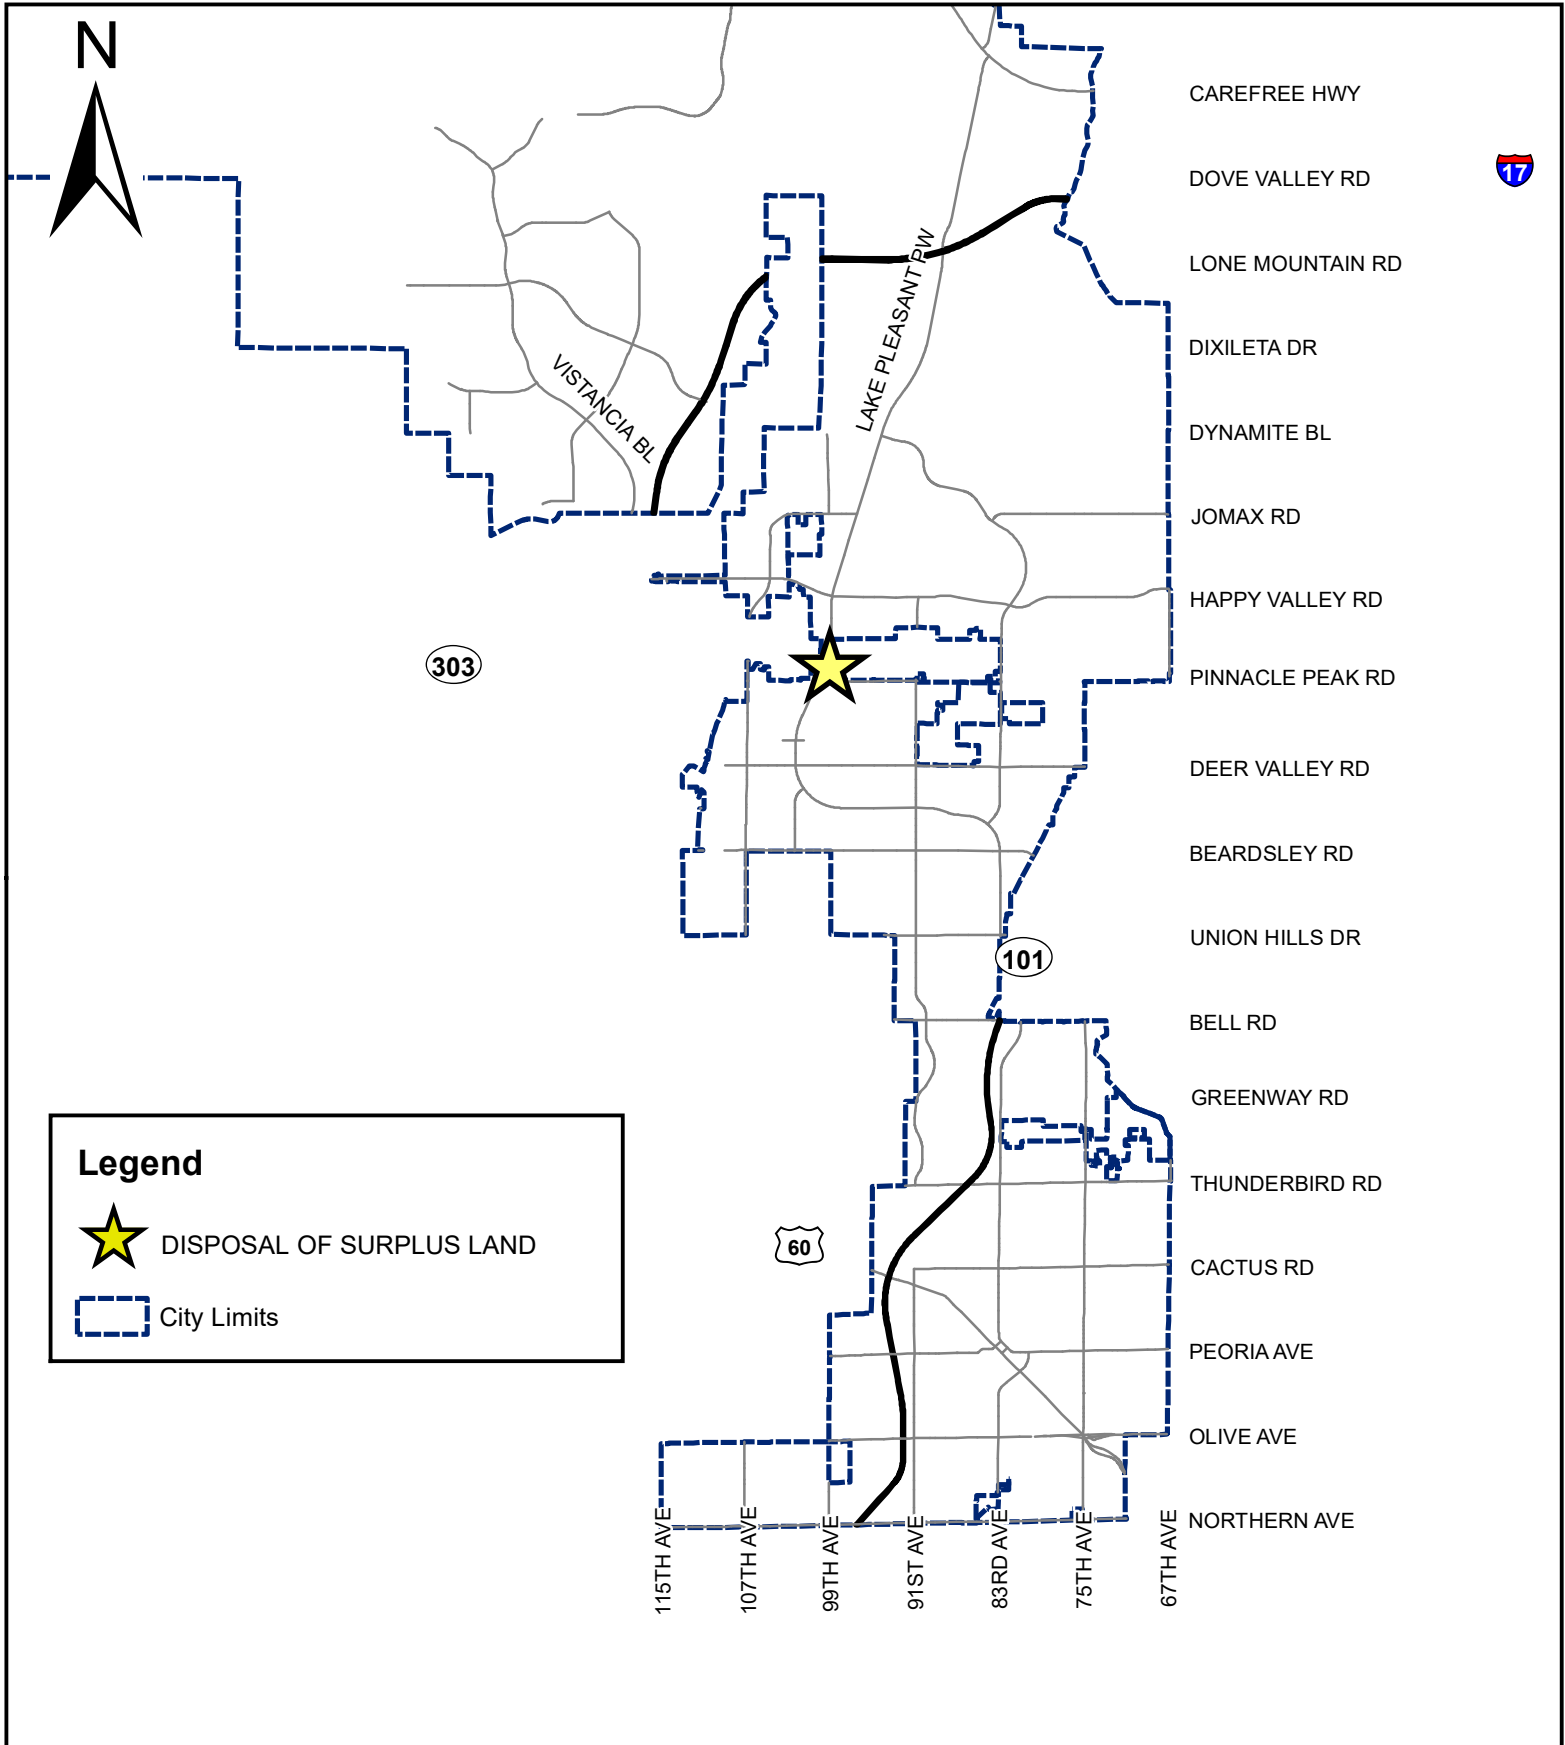 N
CAREFREE HWY
DOVE VALLEY RD
17
LONE MOUNTAIN RD
LAKE PLEASANT PW
DIXILETA DR
VISTANCIA BL
DYNAMITE BL
JOMAX RD
HAPPY VALLEY RD
303
PINNACLE PEAK RD
DEER VALLEY RD
BEARDSLEY RD
UNION HILLS DR
101
BELL RD
GREENWAY RD
Legend
THUNDERBIRD RD
DISPOSAL OF SURPLUS LAND
60
CACTUS RD
City Limits
PEORIA AVE
OLIVE AVE
NORTHERN AVE
115TH AVE
107TH AVE
99TH AVE
91ST AVE
83RD AVE
75TH AVE
67TH AVE